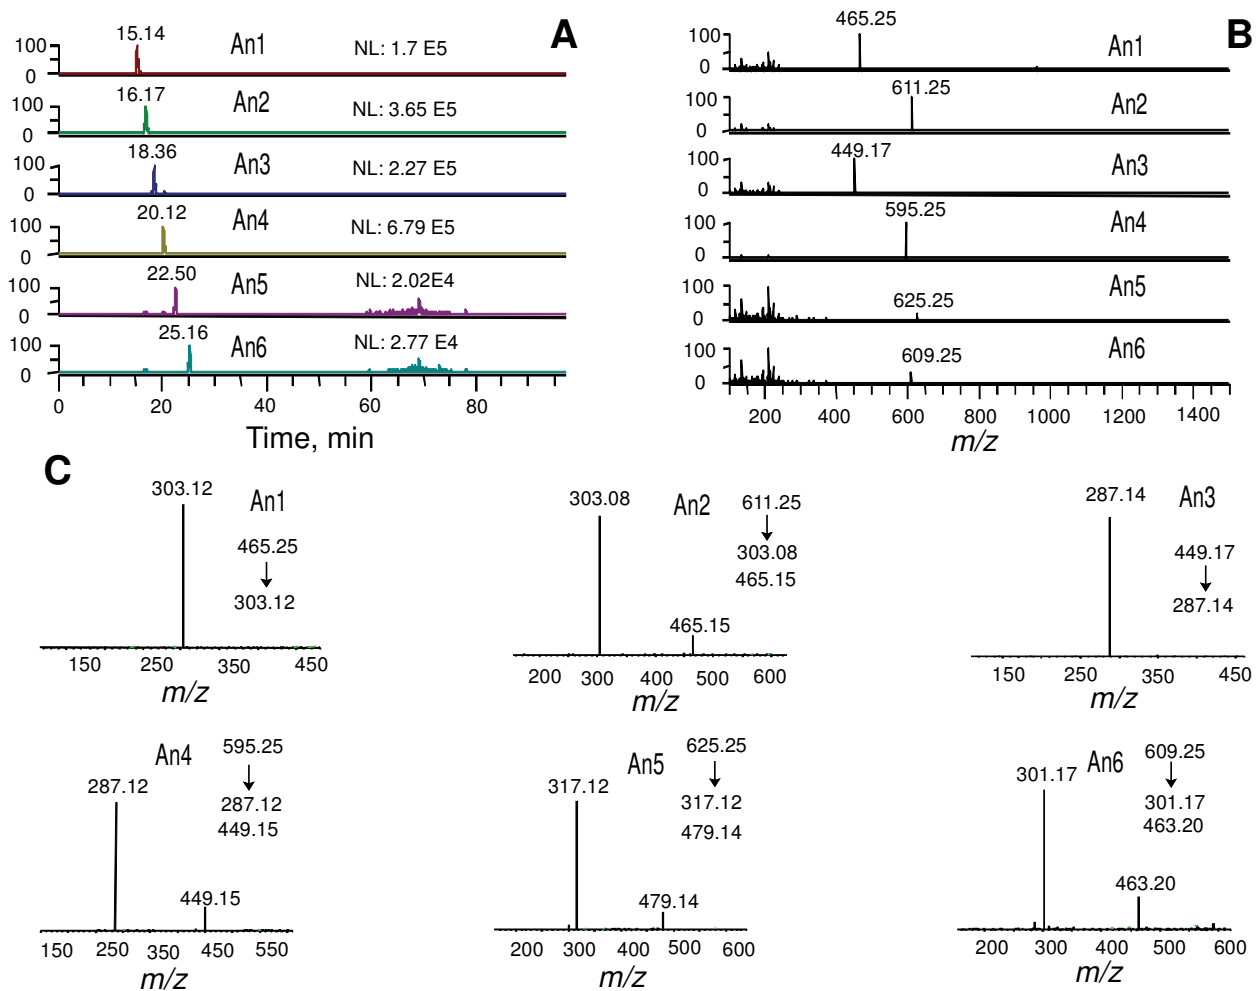 A
15.14
An1
NL: 1.7 E5
100
0
16.17
An2
NL: 3.65 E5
100
0
18.36
An3
NL: 2.27 E5
100
0
20.12
An4
NL: 6.79 E5
100
0
22.50
An5
NL: 2.02E4
100
0
25.16
An6
NL: 2.77 E4
100
0
0 20 40 60 80
Time, min
B
465.25
An1
100
0
611.25
An2
100
0
449.17
An3
100
0
595.25
An4
100
0
625.25
An5
100
0
609.25
An6
100
0
200 400 600 800 1000 1200 1400
m/z
C
303.12
An1
465.25
303.12
150 250 350 450
m/z
303.08
An2
611.25
303.08
465.15
465.15
200 300 400 500 600
m/z
287.14
An3
449.17
287.14
150 250 350 450
m/z
An4
595.25
287.12
287.12
449.15
449.15
150 250 350 450 550
m/z
An5
625.25
317.12
317.12
479.14
479.14
200 300 400 500 600
m/z
An6
609.25
301.17
301.17
463.20
463.20
200 300 400 500 600
m/z